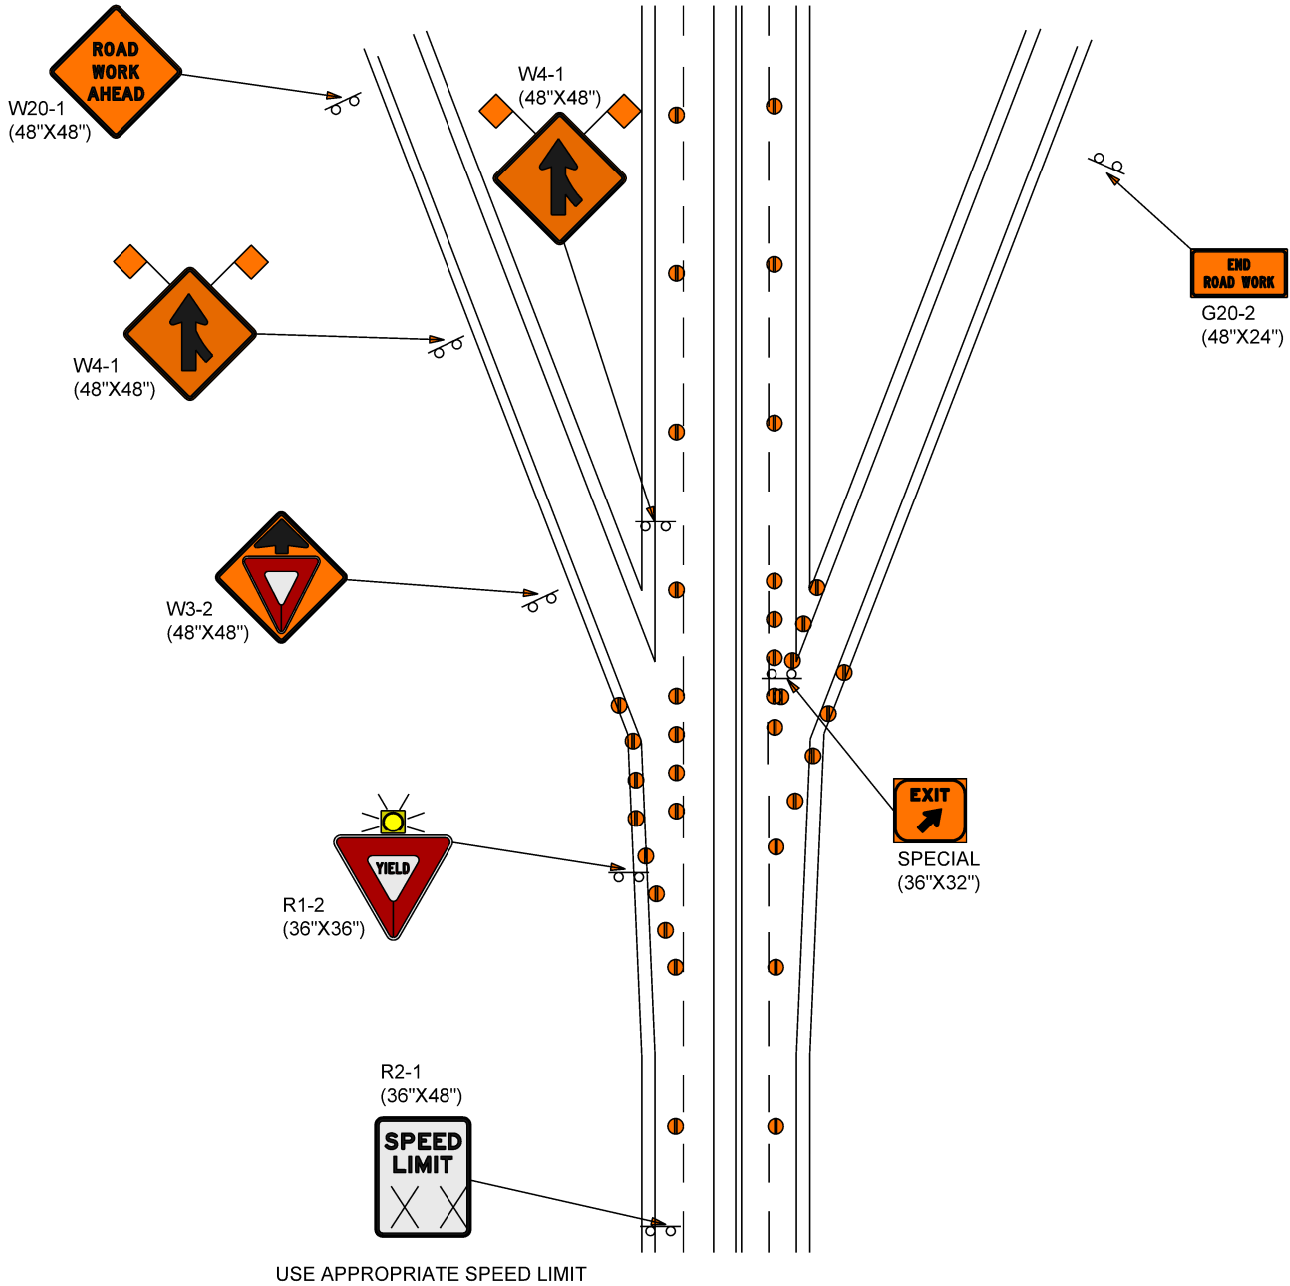 ROAD
WORK
AHEAD
W20-1
(48"X48")
W4-1
(48"X48")
END
ROAD WORK
G20-2
(48"X24")
W4-1
(48"X48")
W3-2
(48"X48")
YIELD
R1-2
(36"X36")
EXIT
SPECIAL
(36"X32")
R2-1
(36"X48")
SPEED
LIMIT
XX
USE APPROPRIATE SPEED LIMIT